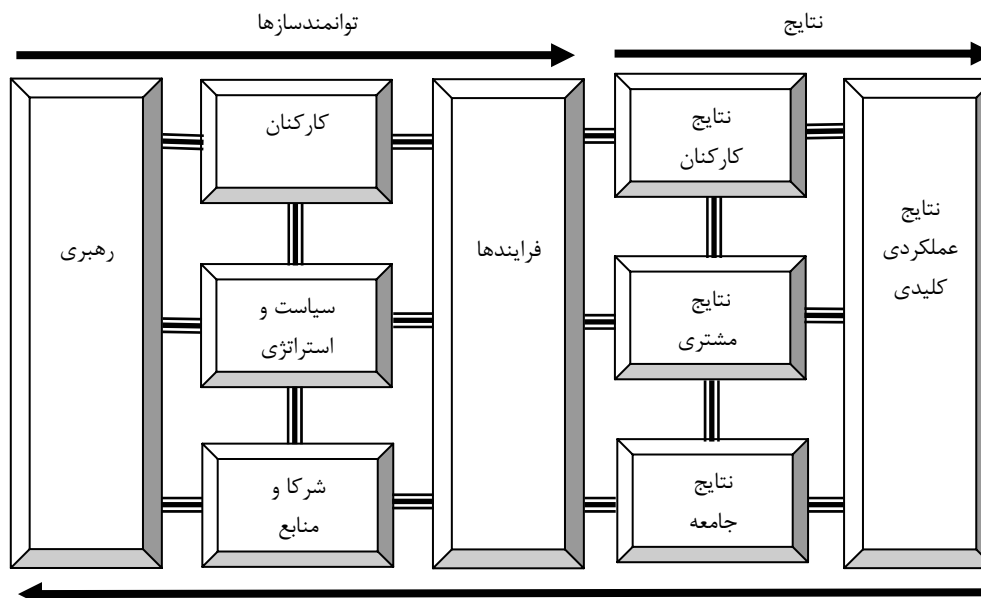 توانمندسازها
نتایج
رهبری
کارکنان
سیاست و
استراتژی
شرکا و
منابع
فرایندها
نتایج
کارکنان
نتایج
مشتری
نتایج
جامعه
نتایج
عملکردی
کلیدی